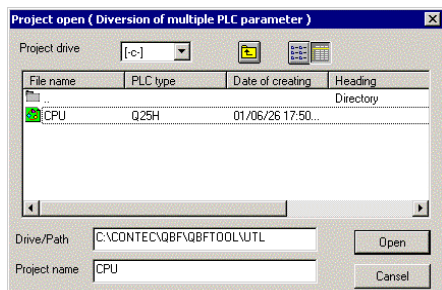 Project open ( Diversion of multiple PLC parameter )
Project drive [-c-]
File name PLC type Date of creating Heading
.. Directory
CPU Q25H 01/06/26 17:50...
Drive/Path C:\CONTEC\QBF\QBFTOOL\UTL Open
Project name CPU Cansel